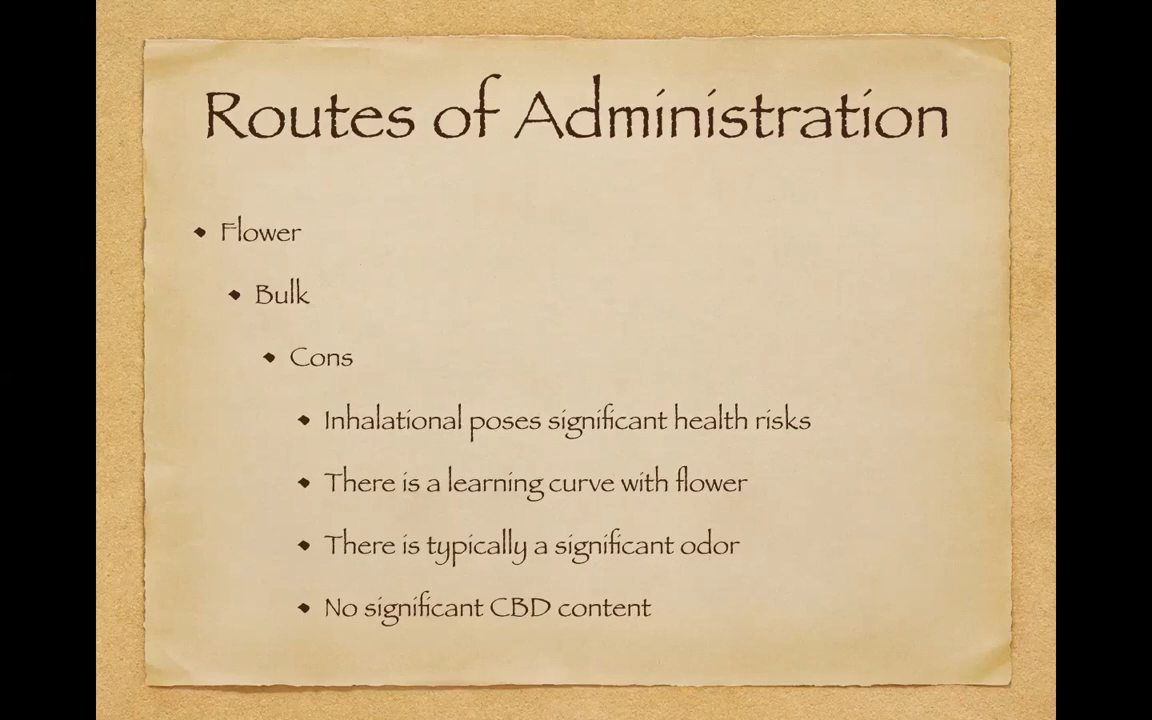 Routes of Administration
Flower
Bulk
Cons
Inhalational poses significant health risks
There is a learning curve with flower
There is typically a significant odor
No significant CBD content